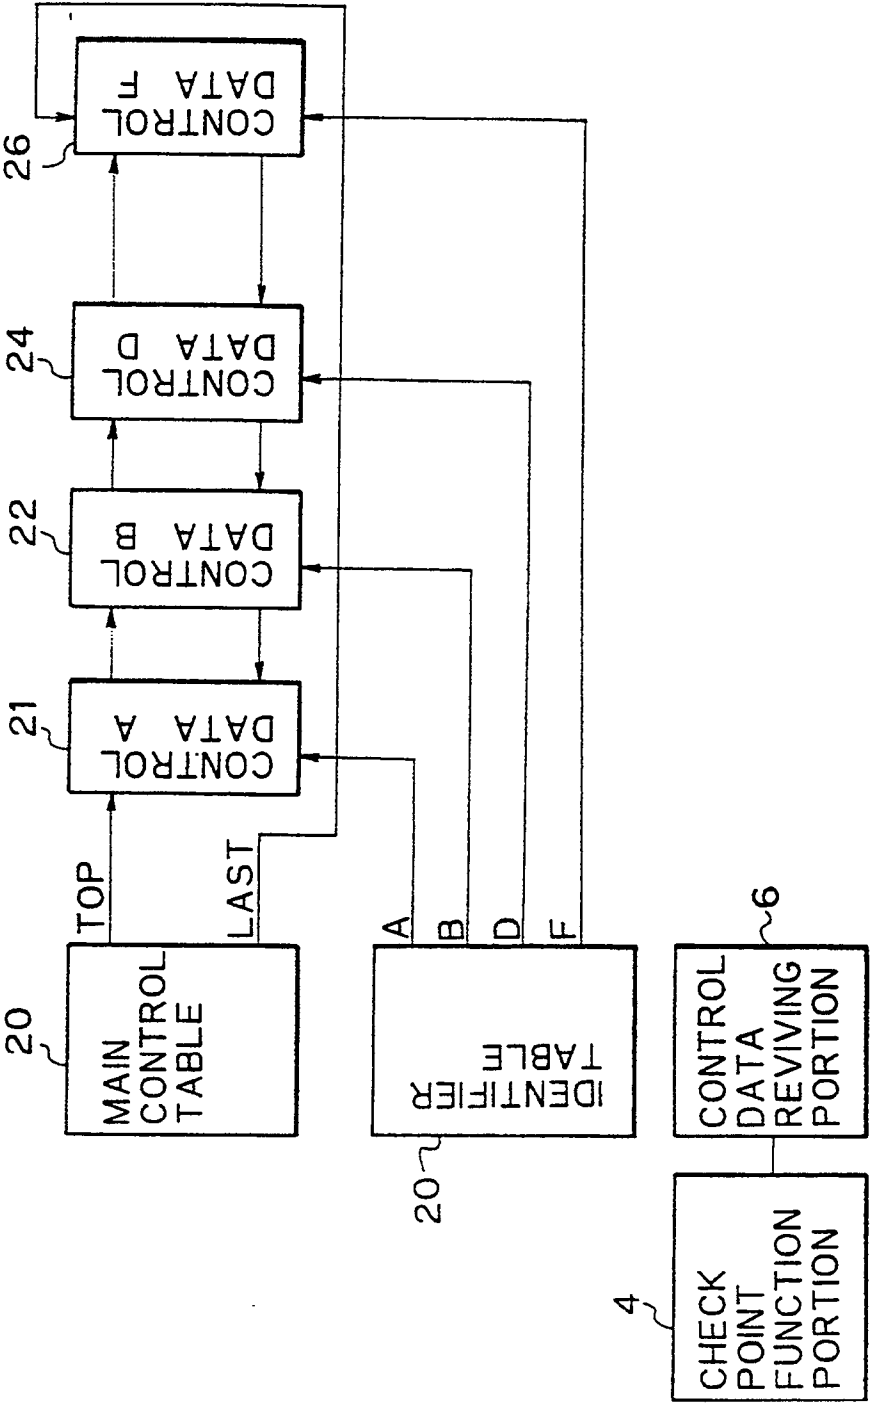 20
MAIN
CONTROL
TABLE
TOP
LAST
21
CONTROL
DATA A
22
CONTROL
DATA B
24
CONTROL
DATA D
26
CONTROL
DATA F
20
IDENTIFIER
TABLE
A
B
D
F
4
CHECK
POINT
FUNCTION
PORTION
6
CONTROL
DATA
REVIVING
PORTION